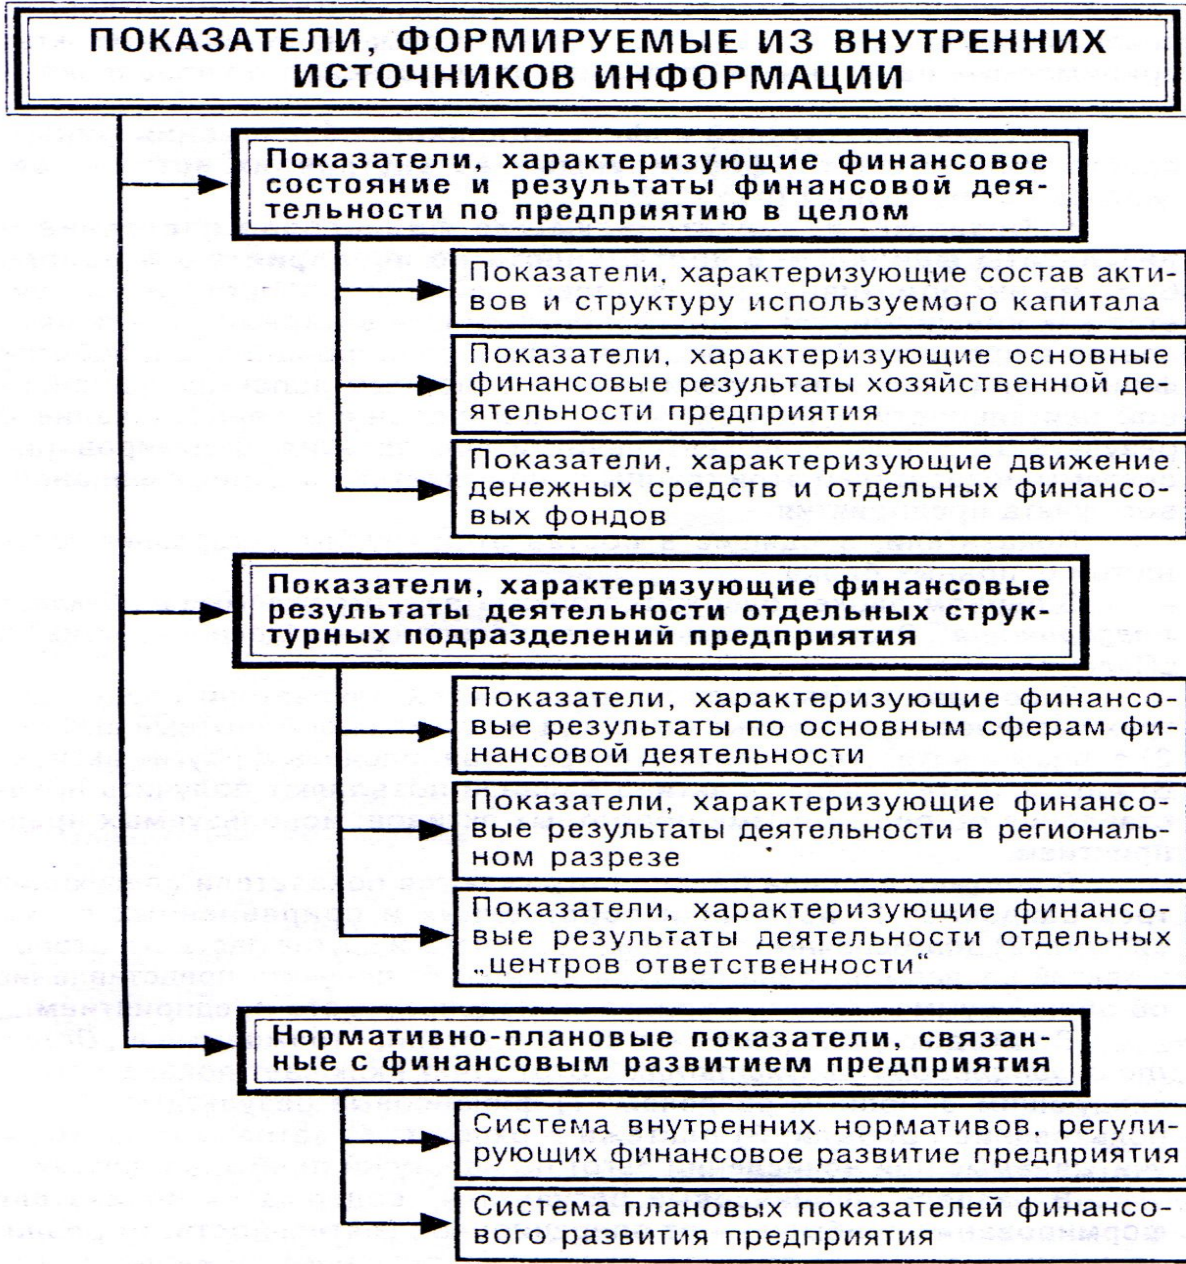 ПОКАЗАТЕЛИ, ФОРМИРУЕМЫЕ ИЗ ВНУТРЕННИХ
ИСТОЧНИКОВ ИНФОРМАЦИИ
Показатели, характеризующие финансовое
состояние и результаты финансовой дея-
тельности по предприятию в целом
Показатели, характеризующие состав акти-
вов и структуру используемого капитала
Показатели, характеризующие основные
финансовые результаты хозяйственной де-
ятельности предприятия
Показатели, характеризующие движение
денежных средств и отдельных финансо-
вых фондов
Показатели, характеризующие финансовые
результаты деятельности отдельных струк-
турных подразделений предприятия
Показатели, характеризующие финансо-
вые результаты по основным сферам фи-
нансовой деятельности
Показатели, характеризующие финансо-
вые результаты деятельности в региональ-
ном разрезе
Показатели, характеризующие финансо-
вые результаты деятельности отдельных
„центров ответственности“
Нормативно-плановые показатели, связан-
ные с финансовым развитием предприятия
Система внутренних нормативов, регули-
рующих финансовое развитие предприятия
Система плановых показателей финансо-
вого развития предприятия